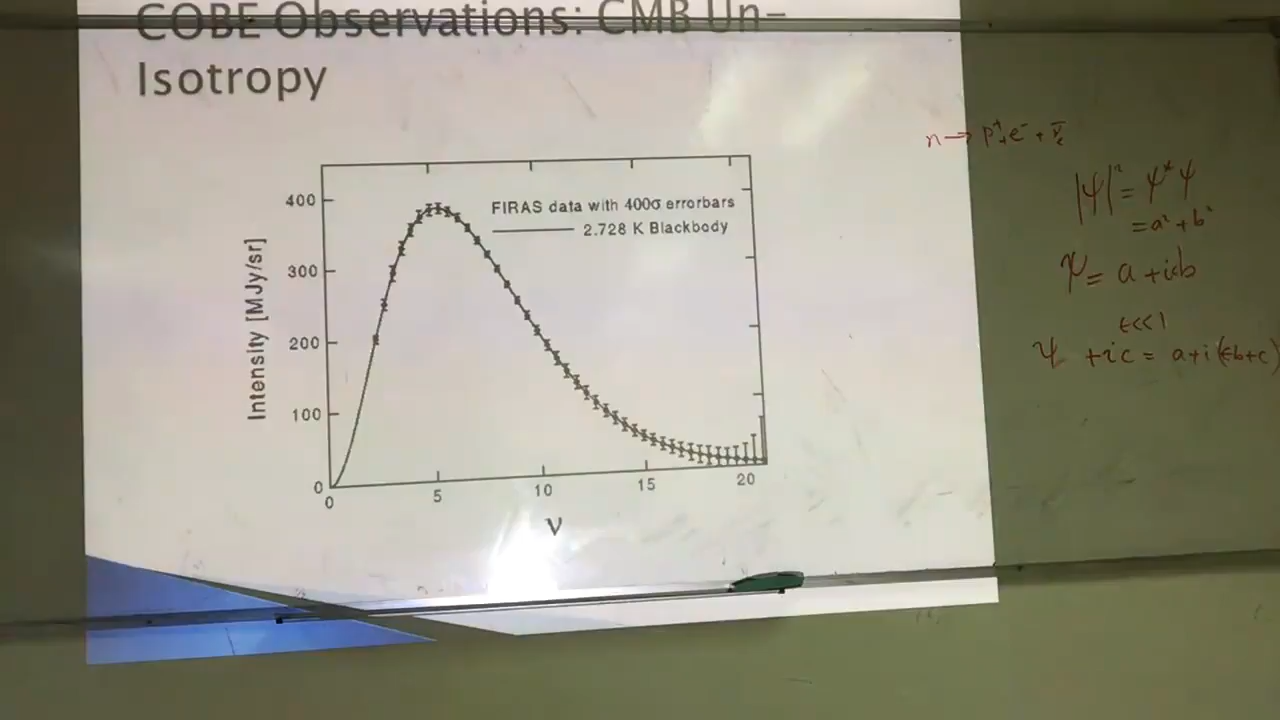 COBE Observations: CMB Un-
Isotropy
FIRAS data with 400σ errorbars
2.728 K Blackbody
Intensity [MJy/sr]
400
300
200
100
0
0
5
10
15
20
ν
n → p⁺ + e⁻ + ν̄ₑ
|ψ|² = ψ* ψ
= a² + b²
ψ = a + iεb
ε<<1
ψ + ic = a + i(εb+c)